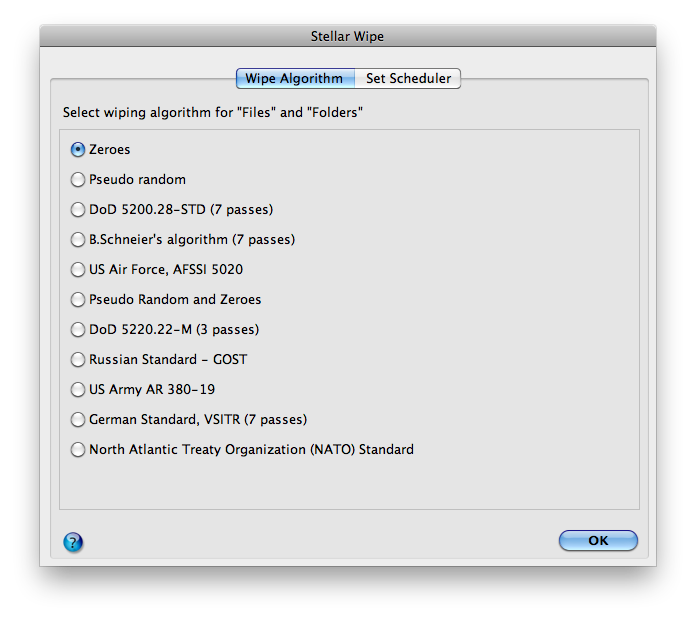 Stellar Wipe
Wipe Algorithm Set Scheduler
Select wiping algorithm for "Files" and "Folders"
Zeroes
Pseudo random
DoD 5200.28-STD (7 passes)
B.Schneier's algorithm (7 passes)
US Air Force, AFSSI 5020
Pseudo Random and Zeroes
DoD 5220.22-M (3 passes)
Russian Standard - GOST
US Army AR 380-19
German Standard, VSITR (7 passes)
North Atlantic Treaty Organization (NATO) Standard
? OK